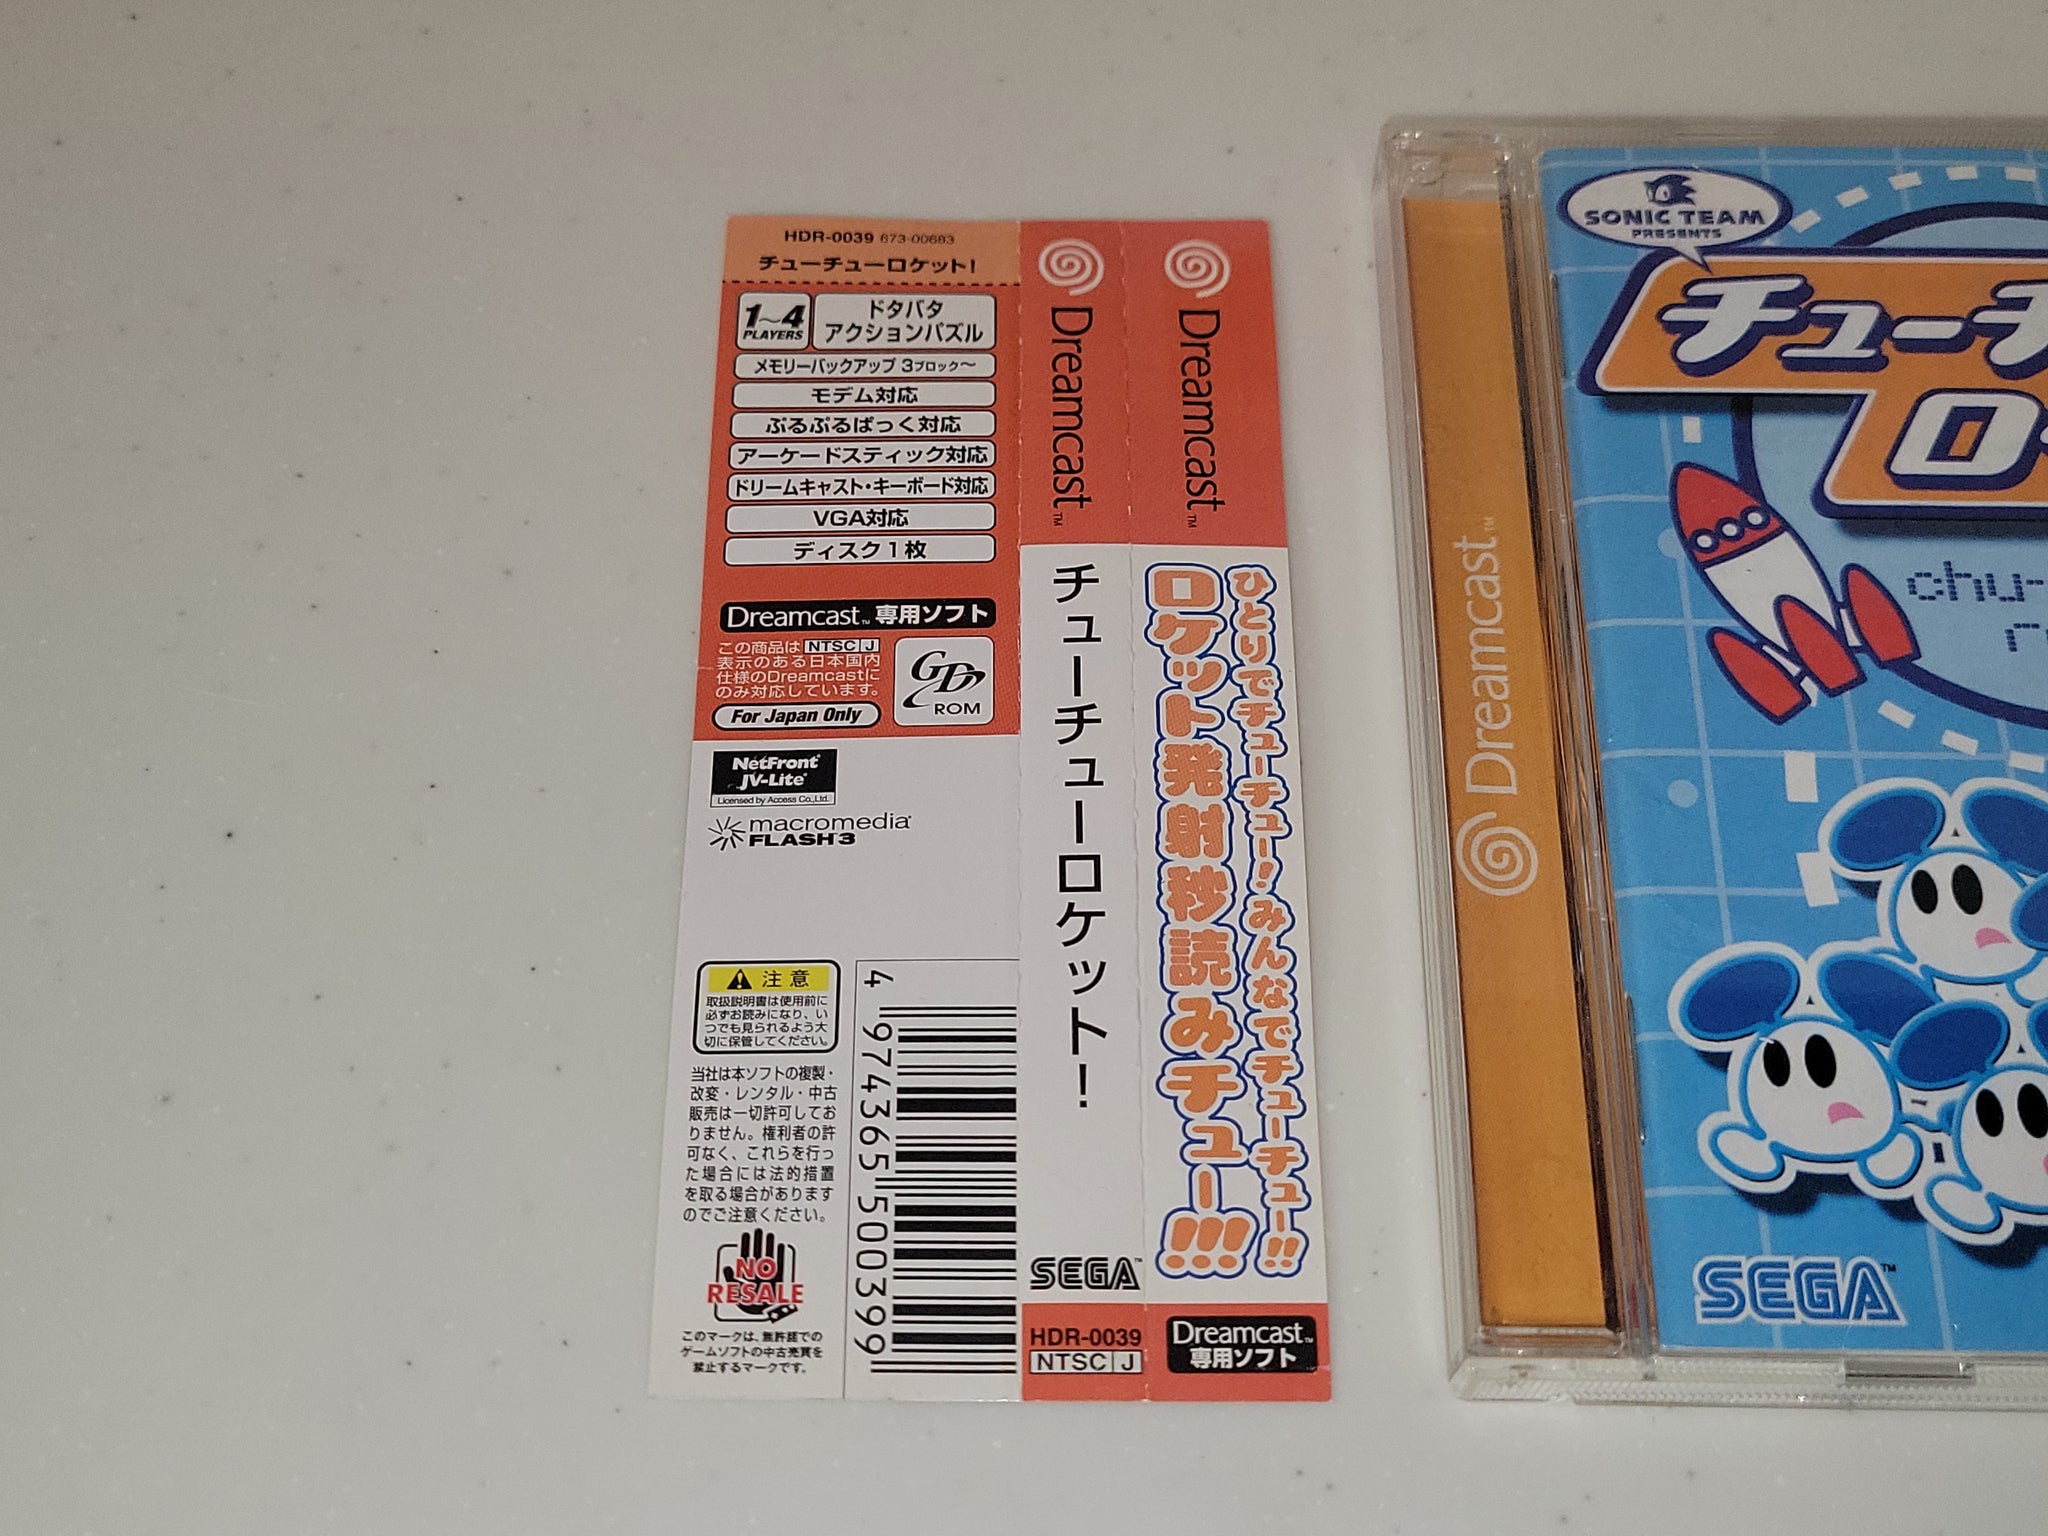 HDR-0039 673-00683
チューチューロケット!
1~4
PLAYERS
ドタバタ
アクションパズル
メモリーバックアップ 3ブロック~
モデム対応
ぷるぷるぱっく対応
アーケードスティック対応
ドリームキャスト・キーボード対応
VGA対応
ディスク1枚
Dreamcast™ 専用ソフト
この商品は NTSC J
表示のある日本国内
仕様のDreamcastに
のみ対応しています。
For Japan Only
GD
ROM
NetFront®
JV-Lite®
Licensed by Access Co.,Ltd.
macromedia®
FLASH™3
注意
取扱説明書は使用前に
必ずお読みになり、い
つでも見られるよう大
切に保管してください。
当社は本ソフトの複製・
改変・レンタル・中古
販売は一切許可してお
りません。権利者の許
可なく、これらを行っ
た場合には法的措置
を取る場合があります
のでご注意ください。
NO
RESALE
このマークは、無許諾での
ゲームソフトの中古売買を
禁止するマークです。
4 974365 500399
Dreamcast™
チューチューロケット!
SEGA™
HDR-0039
NTSC J
Dreamcast™
ひとりでチューチュー!みんなでチューチュー!!
ロケット発射秒読みチュー!!!
Dreamcast™
専用ソフト
Dreamcast™
SONIC TEAM
PRESENTS
チューチ
ロケ
chu-
SEGA™